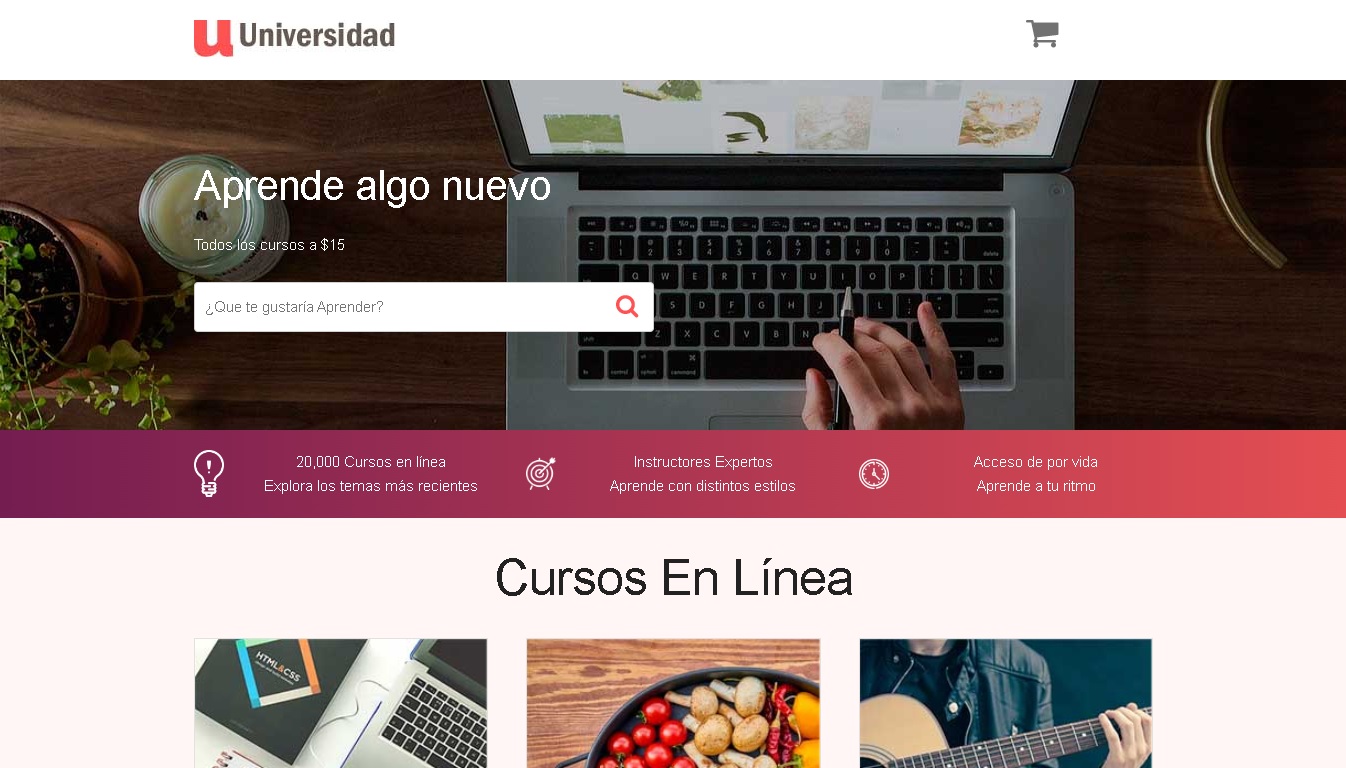 u Universidad
Aprende algo nuevo
Todos los cursos a $15
¿Que te gustaría Aprender?
20,000 Cursos en línea
Explora los temas más recientes
Instructores Expertos
Aprende con distintos estilos
Acceso de por vida
Aprende a tu ritmo
Cursos En Línea
HTML&CSS